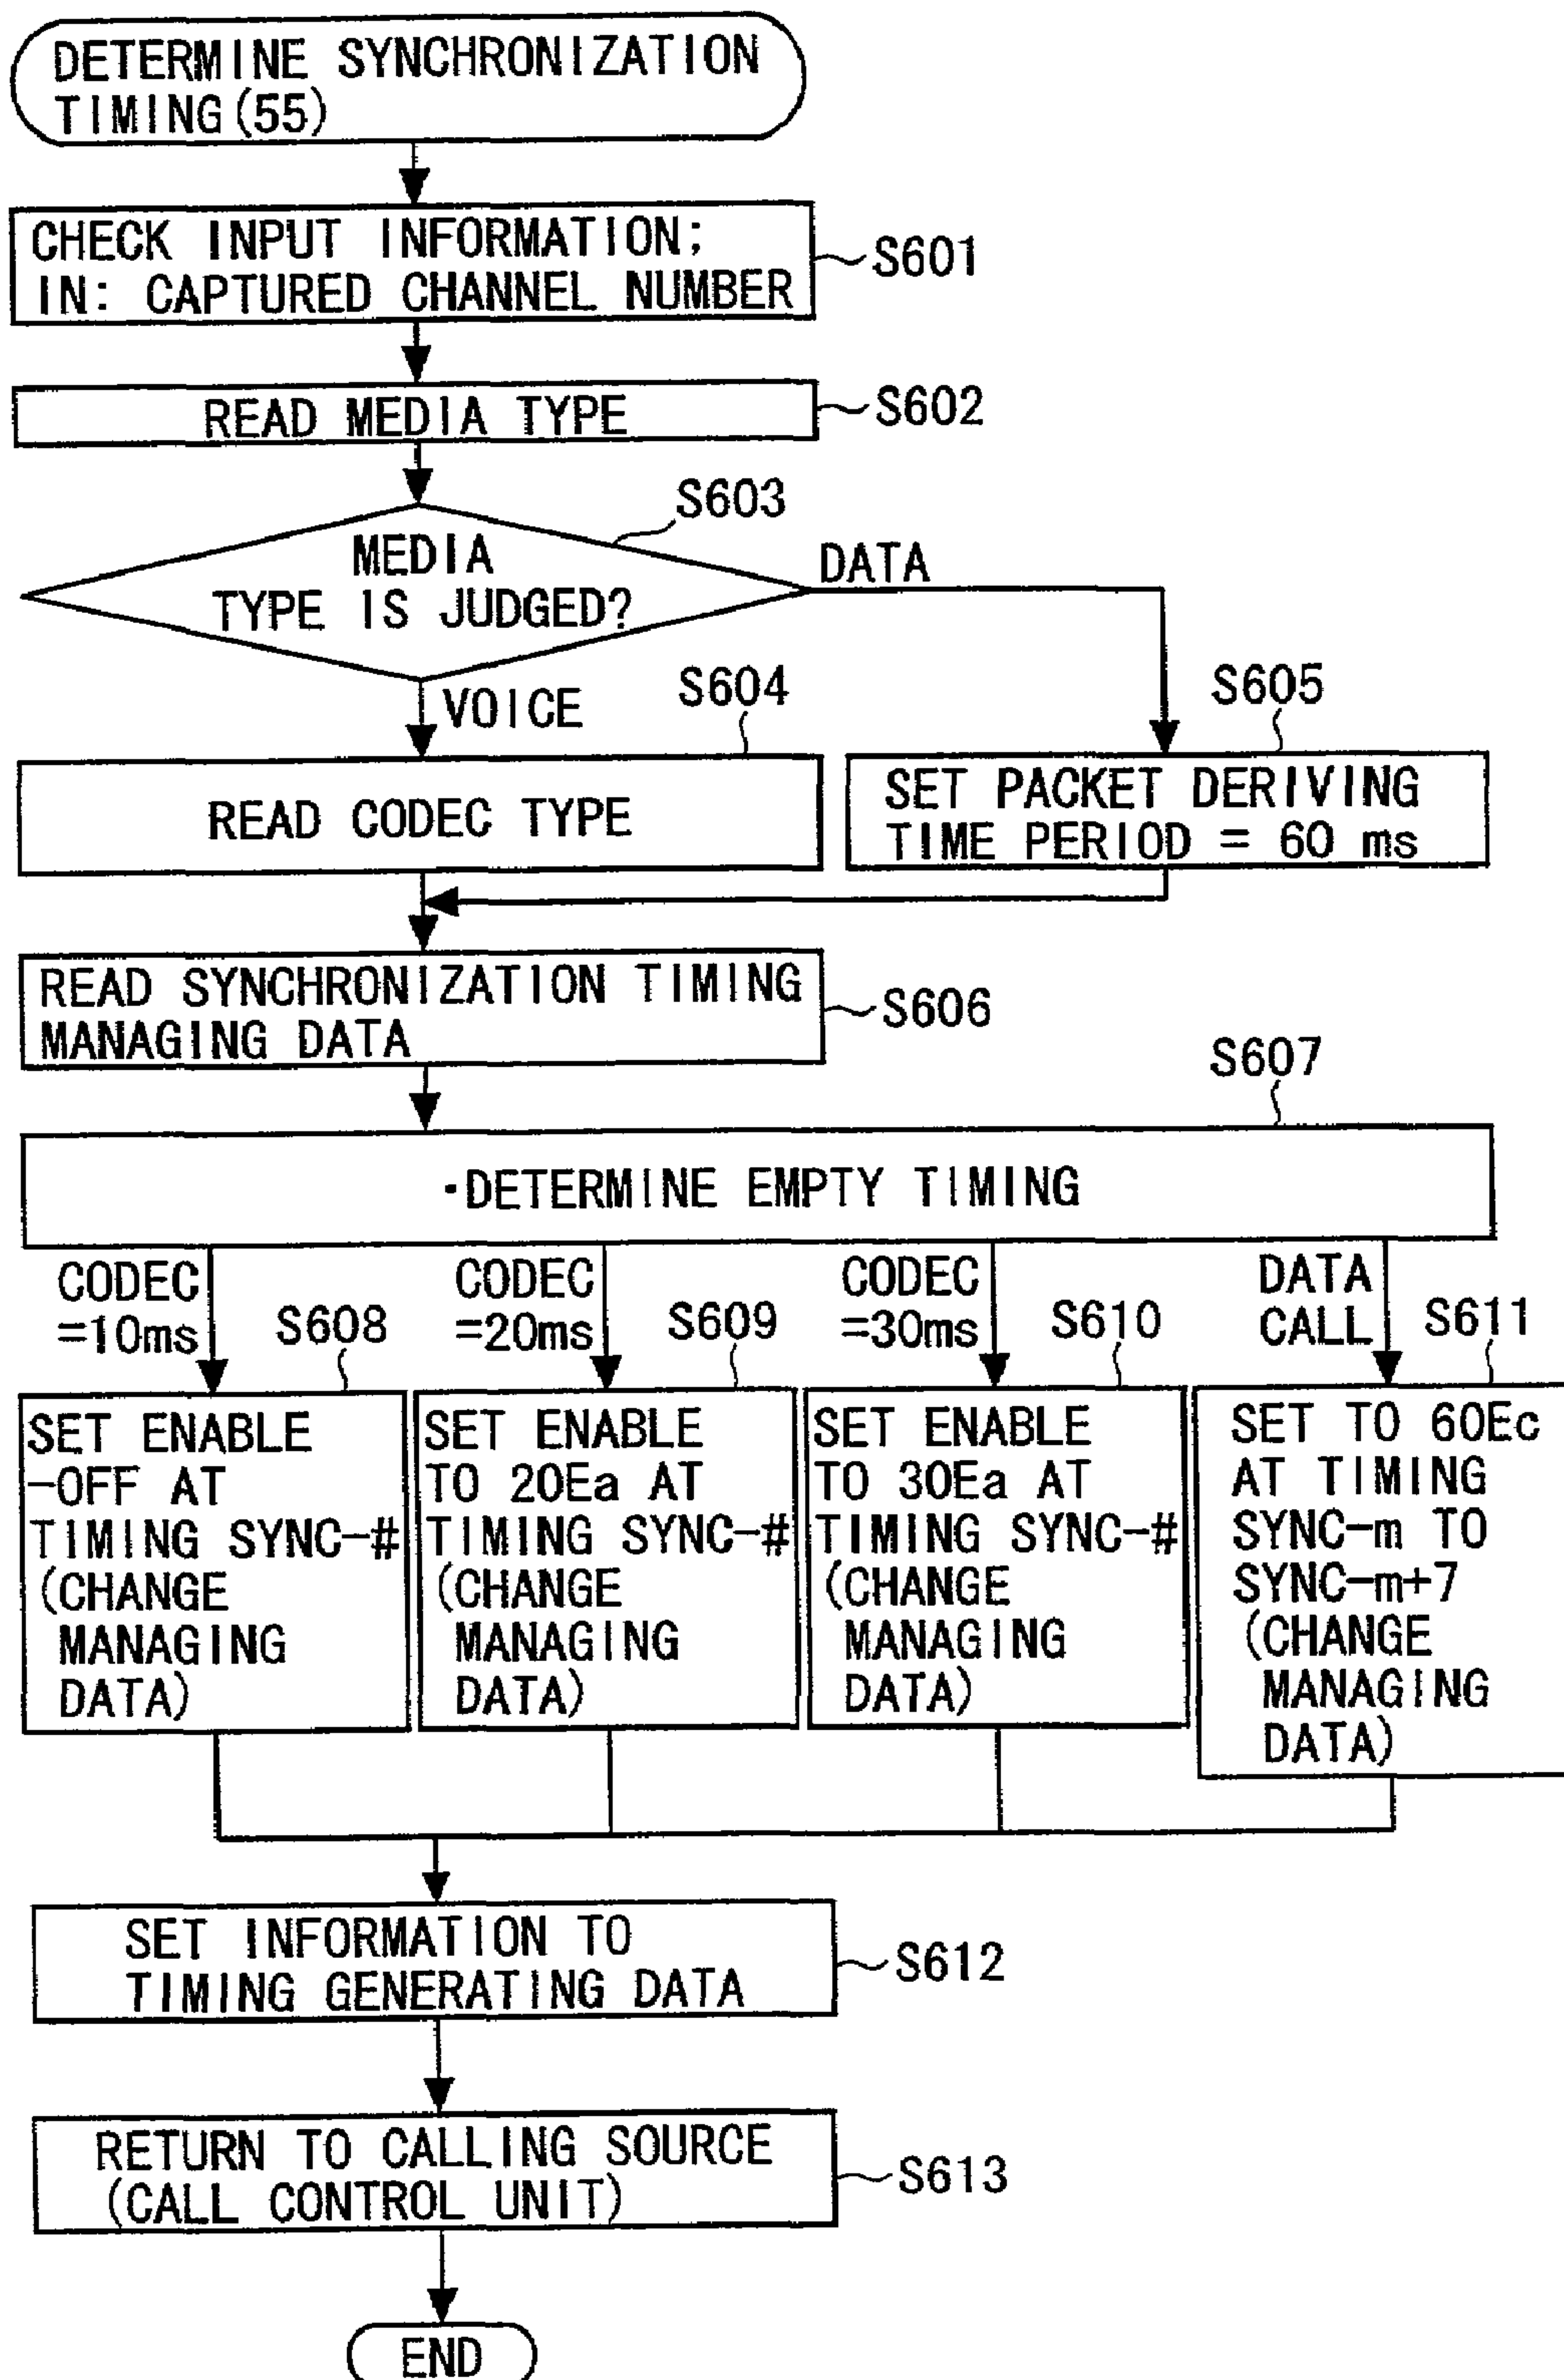 DETERMINE SYNCHRONIZATION
TIMING(55)
CHECK INPUT INFORMATION;
IN: CAPTURED CHANNEL NUMBER
S601
READ MEDIA TYPE
S602
S603
MEDIA
TYPE IS JUDGED?
DATA
VOICE
S604
READ CODEC TYPE
S605
SET PACKET DERIVING
TIME PERIOD = 60 ms
READ SYNCHRONIZATION TIMING
MANAGING DATA
S606
S607
·DETERMINE EMPTY TIMING
CODEC
=10ms
S608
CODEC
=20ms
S609
CODEC
=30ms
S610
DATA
CALL
S611
SET ENABLE
-OFF AT
TIMING SYNC-#
(CHANGE
MANAGING
DATA)
SET ENABLE
TO 20Ea AT
TIMING SYNC-#
(CHANGE
MANAGING
DATA)
SET ENABLE
TO 30Ea AT
TIMING SYNC-#
(CHANGE
MANAGING
DATA)
SET TO 60Ec
AT TIMING
SYNC-m TO
SYNC-m+7
(CHANGE
MANAGING
DATA)
SET INFORMATION TO
TIMING GENERATING DATA
S612
RETURN TO CALLING SOURCE
(CALL CONTROL UNIT)
S613
END